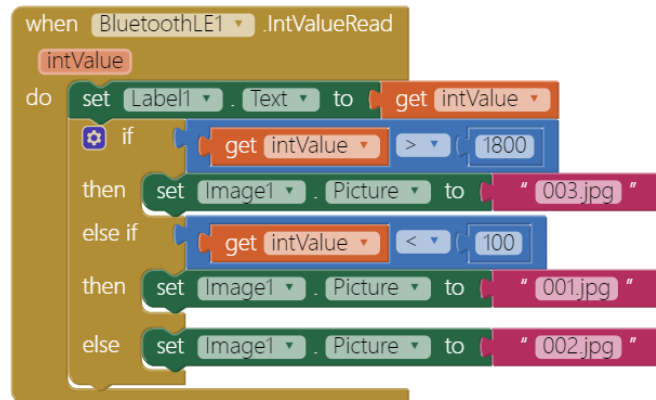 when BluetoothLE1 .IntValueRead
intValue
do set Label1 . Text to get intValue
if get intValue > 1800
then set Image1 . Picture to " 003.jpg "
else if get intValue < 100
then set Image1 . Picture to " 001.jpg "
else set Image1 . Picture to " 002.jpg "